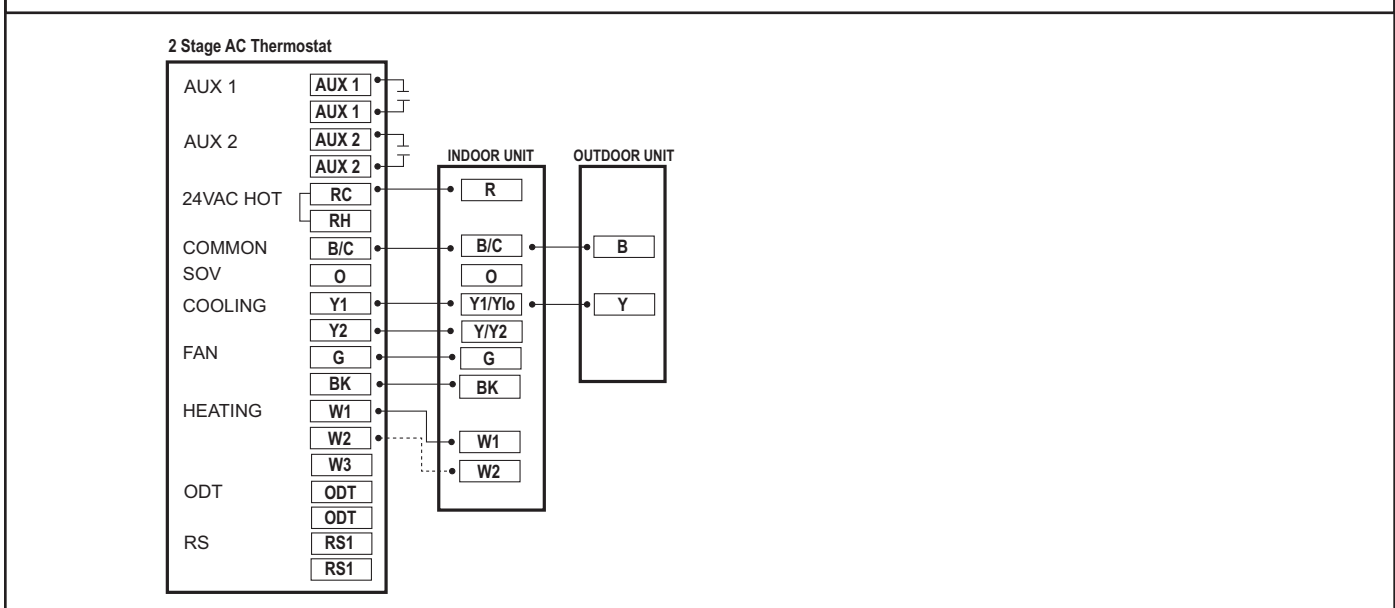 2 Stage AC Thermostat
AUX 1 AUX 1
AUX 1
AUX 2 AUX 2
AUX 2
INDOOR UNIT OUTDOOR UNIT
24VAC HOT RC R
RH
COMMON B/C B/C B
SOV O O
COOLING Y1 Y1/Ylo Y
Y2 Y/Y2
FAN G G
BK BK
HEATING W1
W2 W1
W3 W2
ODT ODT
ODT
RS RS1
RS1